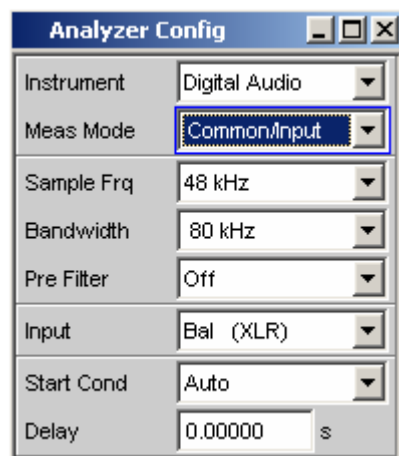 Analyzer Config
Instrument Digital Audio
Meas Mode Common/Input
Sample Frq 48 kHz
Bandwidth 80 kHz
Pre Filter Off
Input Bal (XLR)
Start Cond Auto
Delay 0.00000 s